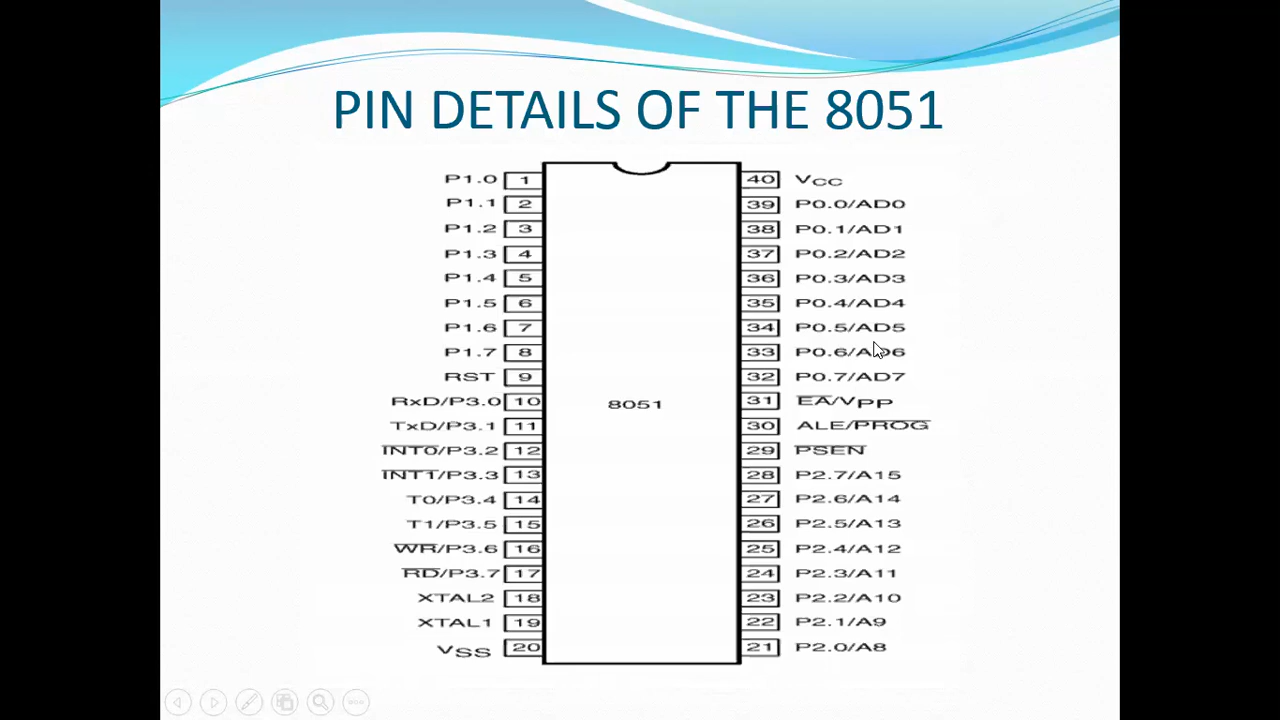 PIN DETAILS OF THE 8051
P1.0 1 40 VCC
P1.1 2 39 P0.0/AD0
P1.2 3 38 P0.1/AD1
P1.3 4 37 P0.2/AD2
P1.4 5 36 P0.3/AD3
P1.5 6 35 P0.4/AD4
P1.6 7 34 P0.5/AD5
P1.7 8 33 P0.6/AD6
RST 9 32 P0.7/AD7
RxD/P3.0 10 8051 31 EA/VPP
TxD/P3.1 11 30 ALE/PROG
INT0/P3.2 12 29 PSEN
INT1/P3.3 13 28 P2.7/A15
T0/P3.4 14 27 P2.6/A14
T1/P3.5 15 26 P2.5/A13
WR/P3.6 16 25 P2.4/A12
RD/P3.7 17 24 P2.3/A11
XTAL2 18 23 P2.2/A10
XTAL1 19 22 P2.1/A9
VSS 20 21 P2.0/A8